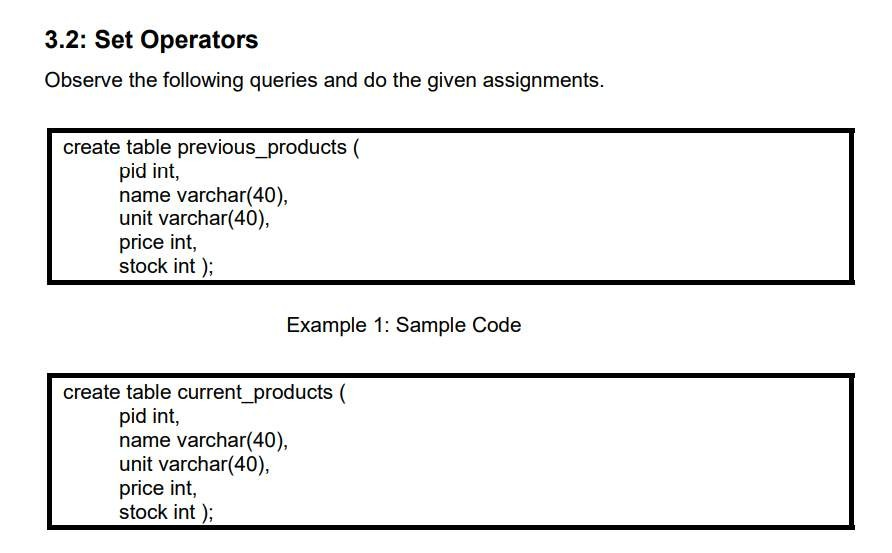 3.2: Set Operators
Observe the following queries and do the given assignments.
create table previous_products (
pid int,
name varchar(40),
unit varchar(40),
price int,
stock int );
Example 1: Sample Code
create table current_products (
pid int,
name varchar(40),
unit varchar(40),
price int,
stock int );